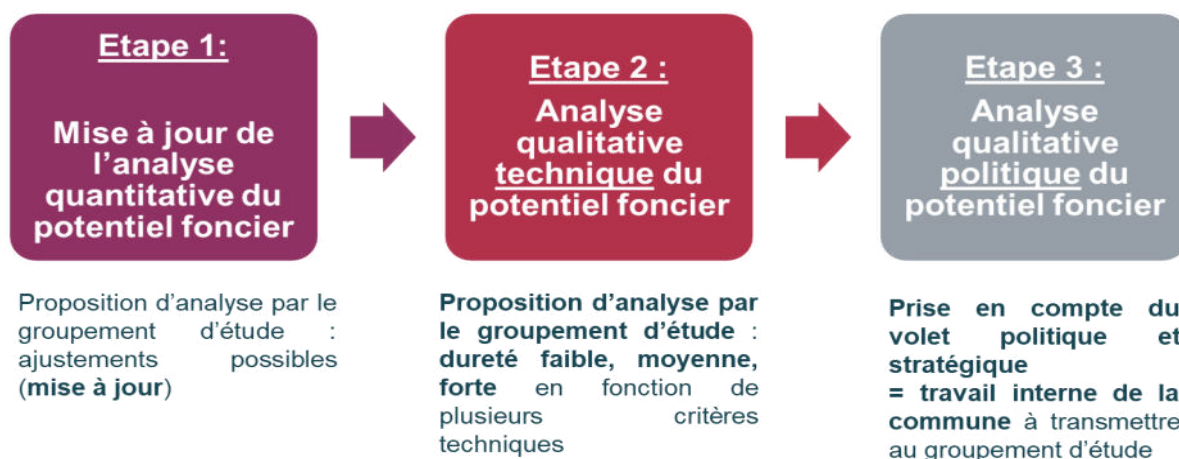 Etape 1:
Mise à jour de
l'analyse
quantitative du
potentiel foncier
Etape 2 :
Analyse
qualitative
technique du
potentiel foncier
Etape 3 :
Analyse
qualitative
politique du
potentiel foncier
Proposition d'analyse par le
groupement d'étude :
ajustements possibles
(mise à jour)
Proposition d'analyse par
le groupement d'étude :
dureté faible, moyenne,
forte en fonction de
plusieurs critères
techniques
Prise en compte du
volet politique et
stratégique
= travail interne de la
commune à transmettre
au groupement d'étude